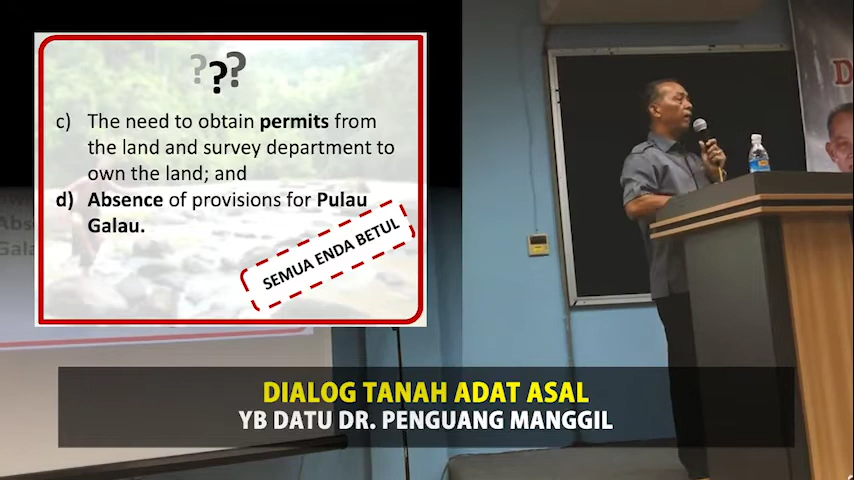 ???
c) The need to obtain permits from
the land and survey department to
own the land; and
d) Absence of provisions for Pulau
Galau.
SEMUA ENDA BETUL
DIALOG TANAH ADAT ASAL
YB DATU DR. PENGUANG MANGGIL